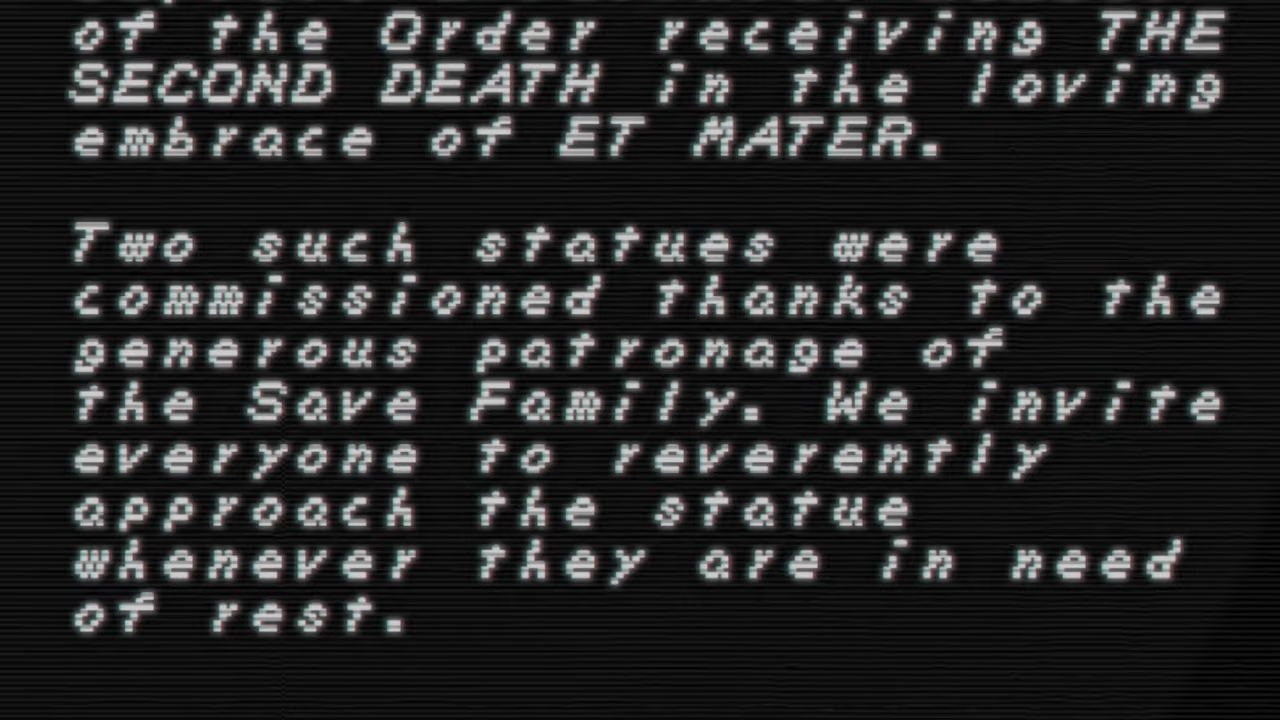 of the Order receiving THE
SECOND DEATH in the loving
embrace of ET MATER.
Two such statues were
commissioned thanks to the
generous patronage of
the Save Family. We invite
everyone to reverently
approach the statue
whenever they are in need
of rest.